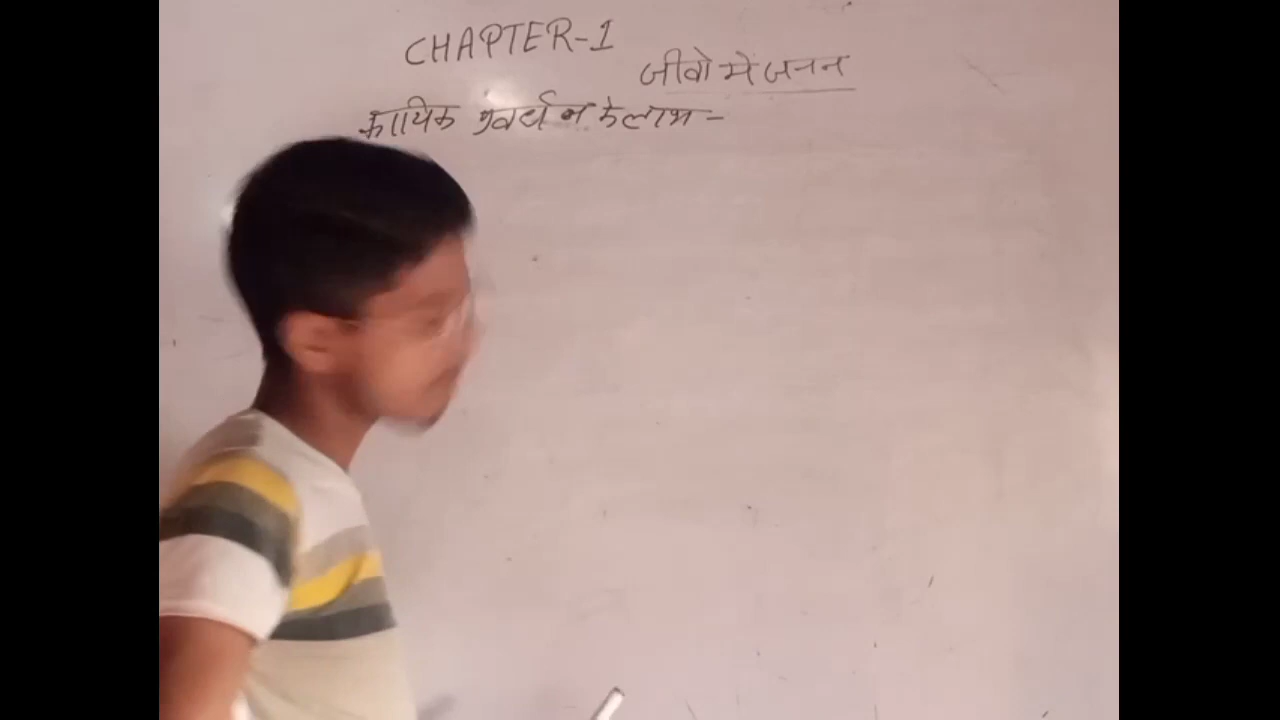 CHAPTER-1
जीवो मे जनन
कायिक प्रवर्धन के लाभ -